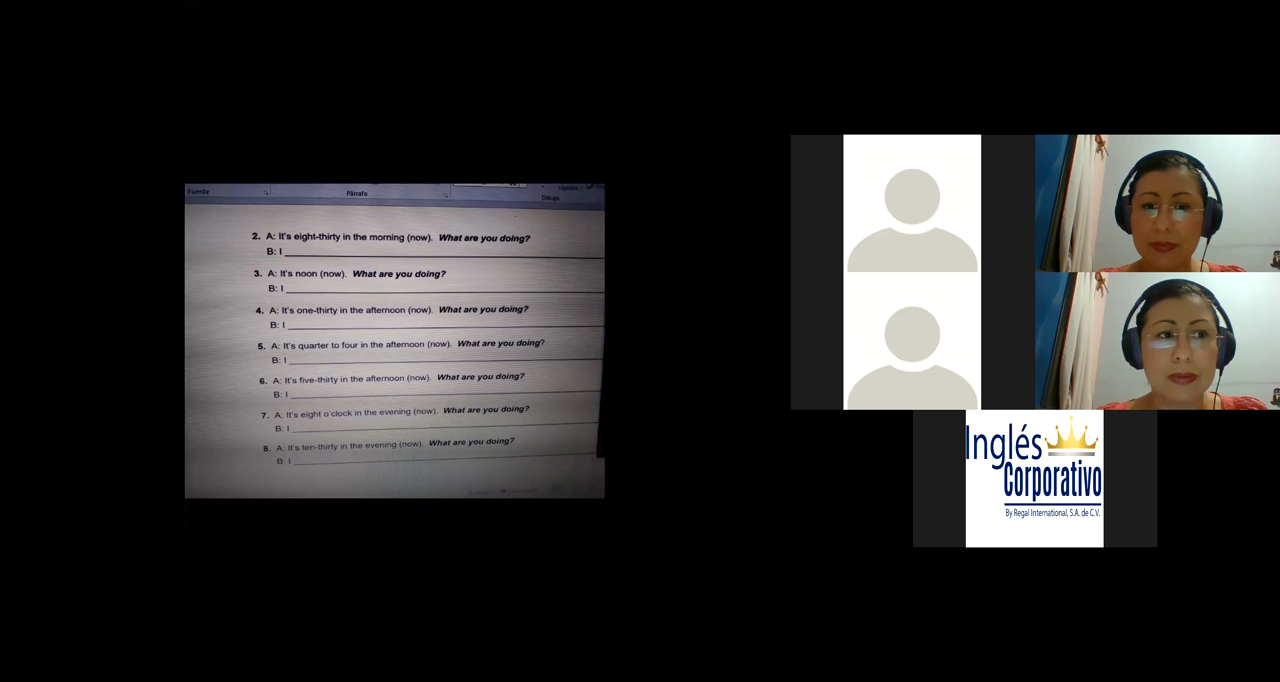 Fuente
Párrafo
Dibujo
2. A: It's eight-thirty in the morning (now). What are you doing?
B: I
3. A: It's noon (now). What are you doing?
B: I
4. A: It's one-thirty in the afternoon (now). What are you doing?
B: I
5. A: It's quarter to four in the afternoon (now). What are you doing?
B: I
6. A: It's five-thirty in the afternoon (now). What are you doing?
B: I
7. A: It's eight o'clock in the evening (now). What are you doing?
B: I
8. A: It's ten-thirty in the evening (now). What are you doing?
B: I
Inglés
Corporativo
By Regal International, S.A. de C.V.